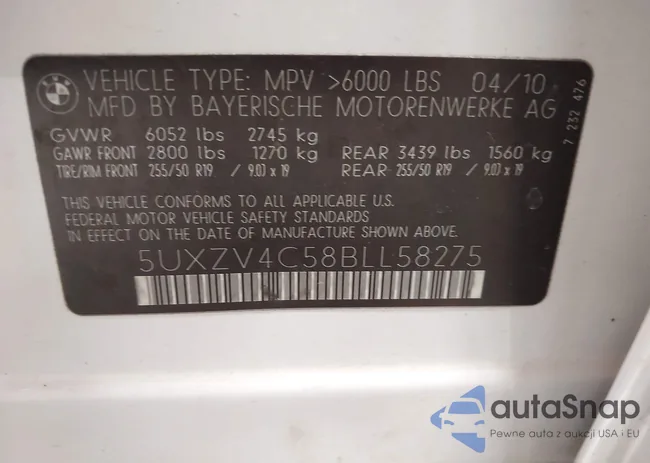 BMW
VEHICLE TYPE: MPV >6000 LBS 04/10
MFD BY BAYERISCHE MOTORENWERKE AG
GVWR 6052 lbs 2745 kg
GAWR FRONT 2800 lbs 1270 kg REAR 3439 lbs 1560 kg
TIRE/RIM FRONT 255/50 R19 / 9.0J x 19 REAR 255/50 R19 / 9.0J x 19
THIS VEHICLE CONFORMS TO ALL APPLICABLE U.S.
FEDERAL MOTOR VEHICLE SAFETY STANDARDS
IN EFFECT ON THE DATE OF MANUFACTURE SHOWN ABOVE.
5UXZV4C58BLL58275
7 232 476
autaSnap
Pewne auta z aukcji USA i EU